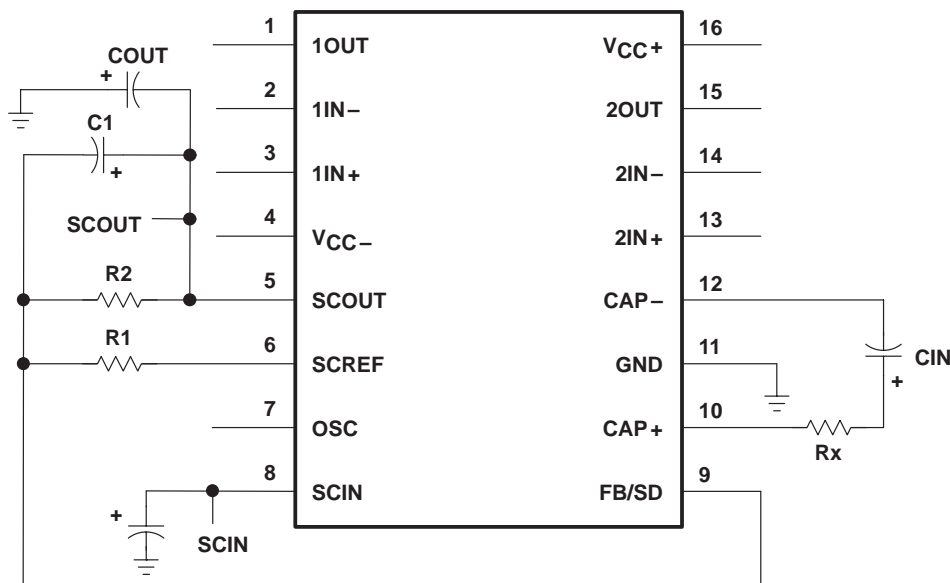 1
1OUT
VCC+
16
COUT
+
2
1IN−
2OUT
15
C1
+
3
1IN+
2IN−
14
SCOUT
4
VCC−
2IN+
13
R2
5
SCOUT
CAP−
12
R1
6
SCREF
GND
11
CIN
+
7
OSC
CAP+
10
Rx
8
SCIN
FB/SD
9
+
SCIN